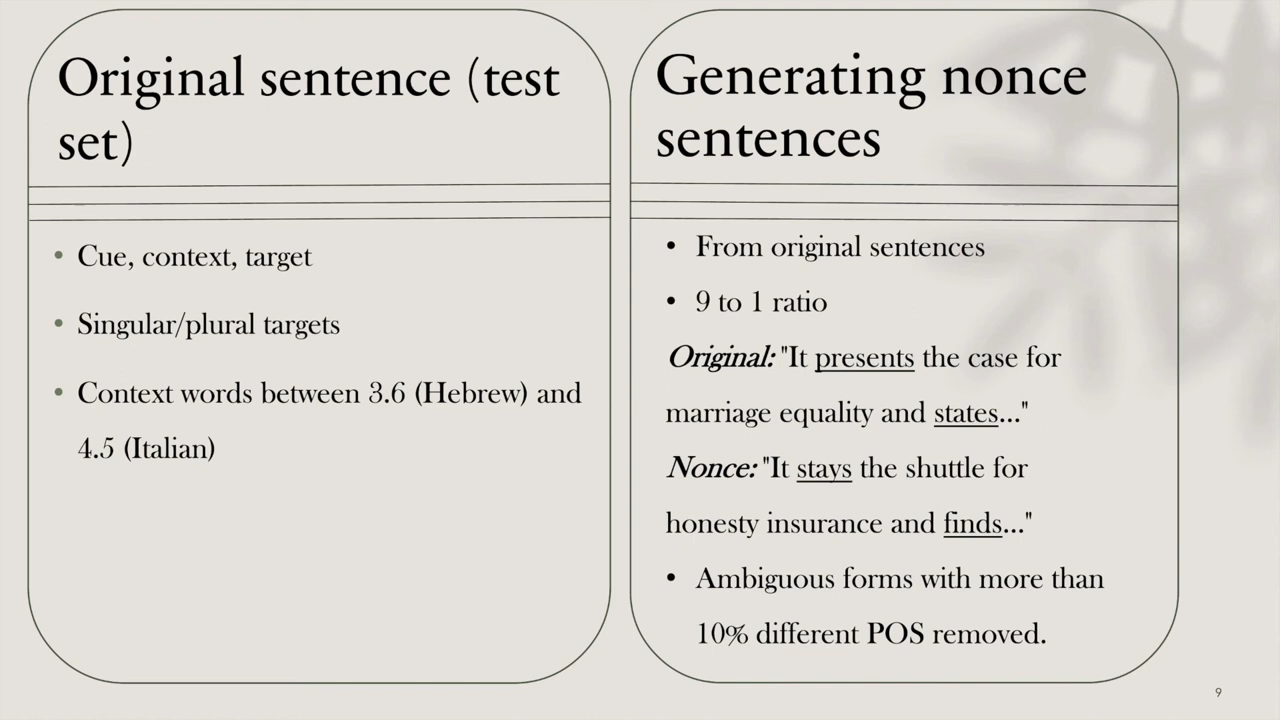 Original sentence (test
set)
• Cue, context, target
• Singular/plural targets
• Context words between 3.6 (Hebrew) and
4.5 (Italian)
Generating nonce
sentences
• From original sentences
• 9 to 1 ratio
Original: "It presents the case for
marriage equality and states..."
Nonce: "It stays the shuttle for
honesty insurance and finds..."
• Ambiguous forms with more than
10% different POS removed.
9